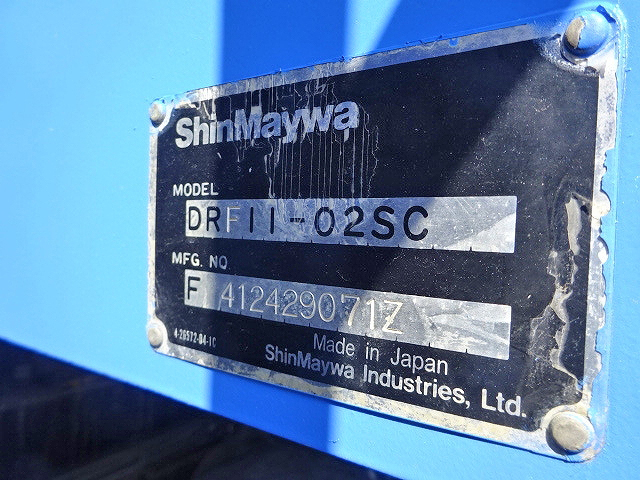 ShinMaywa
MODEL
DRF11-02SC
MFG. NO
F 412429071Z
Made in Japan
ShinMaywa Industries, Ltd.